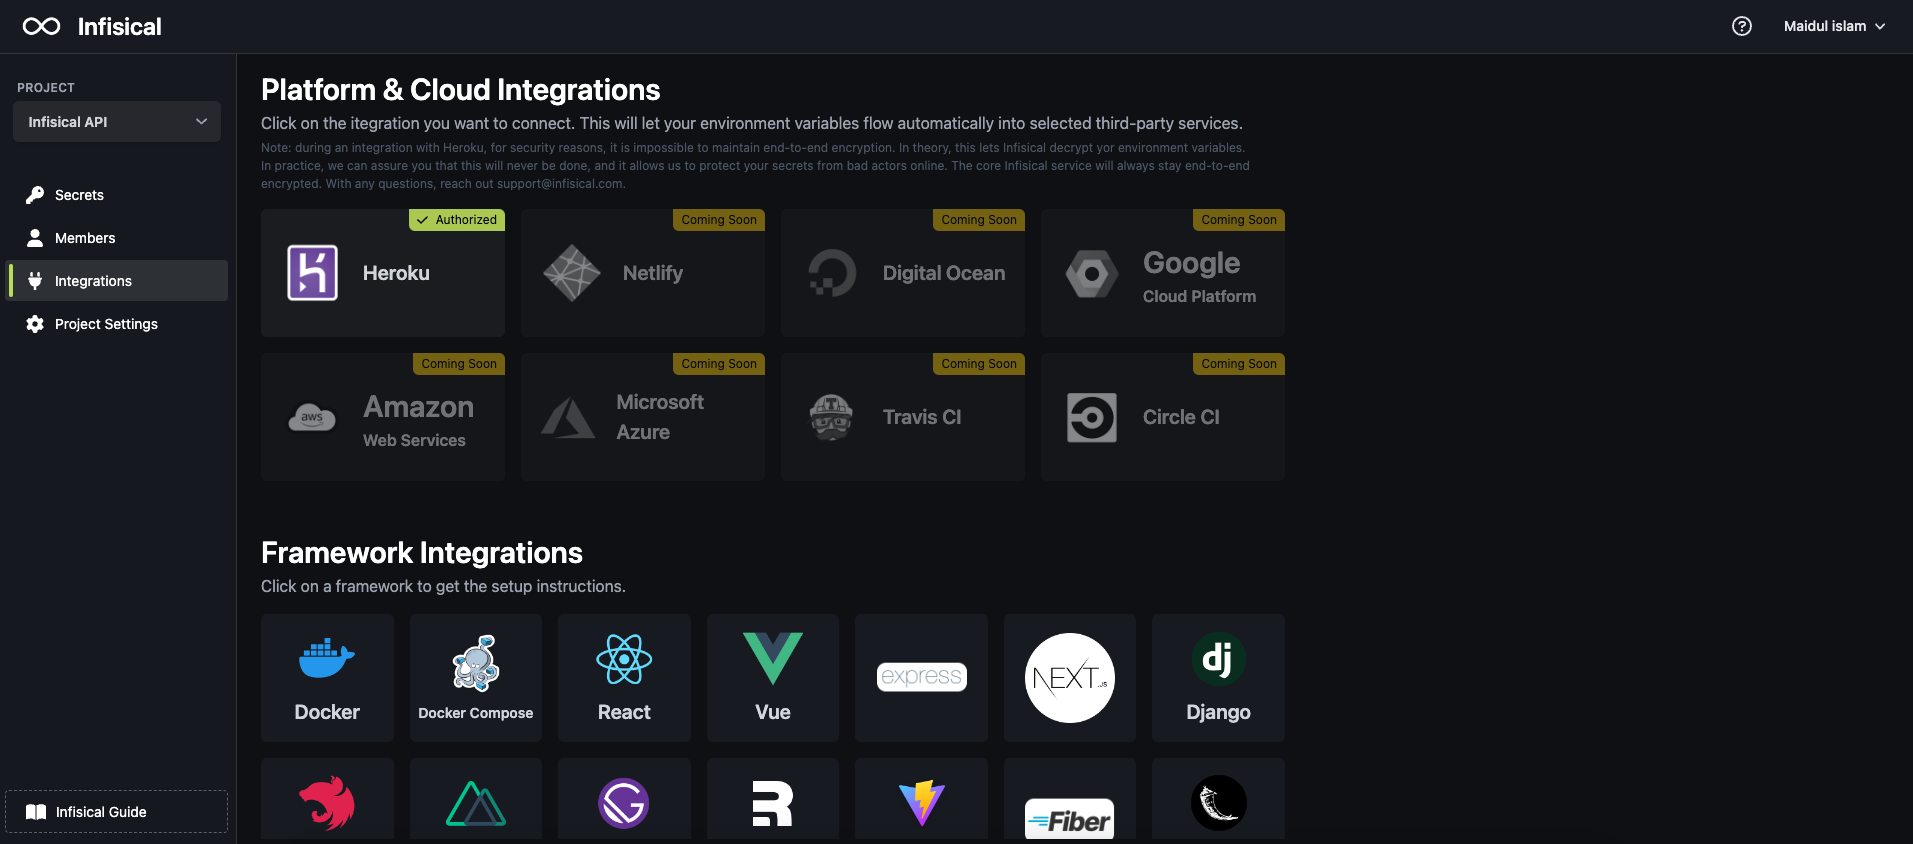 Infisical
Maidul islam
PROJECT
Infisical API
Secrets
Members
Integrations
Project Settings
Infisical Guide
Platform & Cloud Integrations
Click on the itegration you want to connect. This will let your environment variables flow automatically into selected third-party services.
Note: during an integration with Heroku, for security reasons, it is impossible to maintain end-to-end encryption. In theory, this lets Infisical decrypt yor environment variables.
In practice, we can assure you that this will never be done, and it allows us to protect your secrets from bad actors online. The core Infisical service will always stay end-to-end
encrypted. With any questions, reach out support@infisical.com.
Authorized
Heroku
Coming Soon
Netlify
Coming Soon
Digital Ocean
Coming Soon
Google
Cloud Platform
Coming Soon
aws
Amazon
Web Services
Coming Soon
Microsoft
Azure
Coming Soon
Travis CI
Coming Soon
Circle CI
Framework Integrations
Click on a framework to get the setup instructions.
Docker
Docker Compose
React
Vue
express
NEXT.JS
dj
Django
Fiber